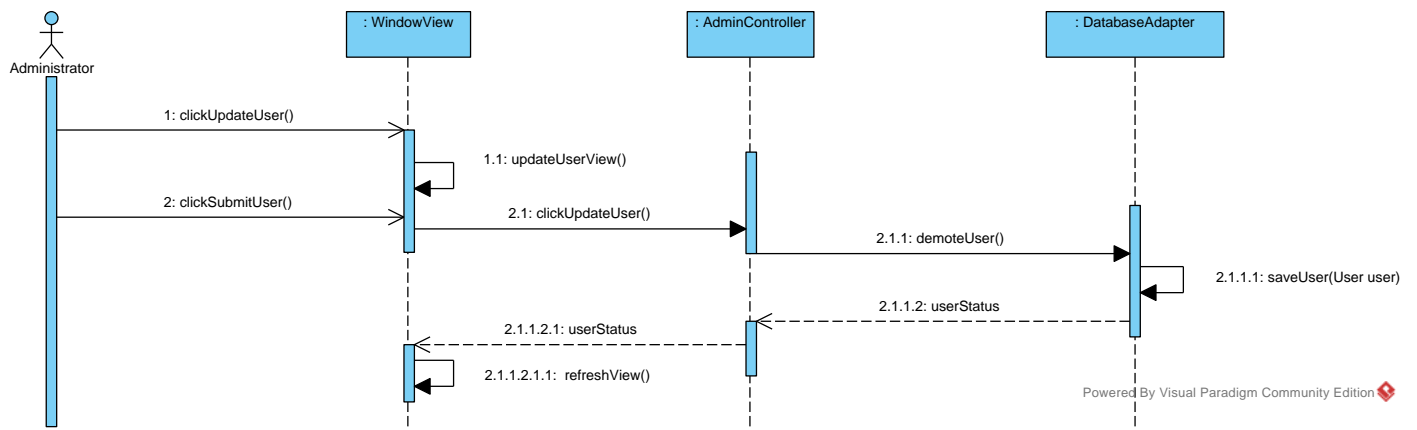 : WindowView
: AdminController
: DatabaseAdapter
Administrator
1: clickUpdateUser()
1.1: updateUserView()
2: clickSubmitUser()
2.1: clickUpdateUser()
2.1.1: demoteUser()
2.1.1.1: saveUser(User user)
2.1.1.2: userStatus
2.1.1.2.1: userStatus
2.1.1.2.1.1:  refreshView()
Powered By Visual Paradigm Community Edition